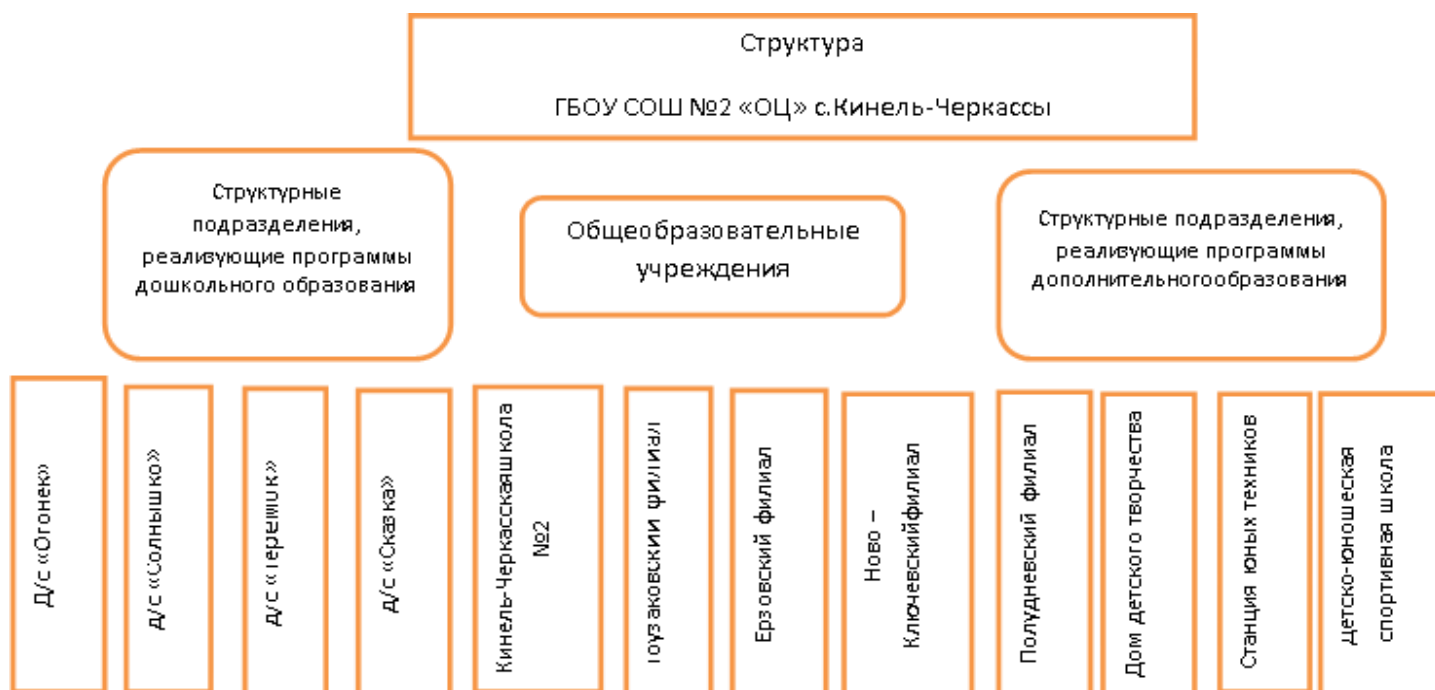 Структура
ГБОУ СОШ №2 «ОЦ» с.Кинель-Черкассы
Структурные
подразделения,
реализующие программы
дошкольного образования
Общеобразовательные
учреждения
Структурные подразделения,
реализующие программы
дополнительногообразования
Д/с «Огонек»
д/с «Солнышко»
д/с «Теремок»
д/с «Сказка»
Кинель-Черкасскаяшкола
№2
филиал
Ерзовский филиал
Ново –
Ключевскийфилиал
Полудневский филиал
Дом детского творчества
Станция юных техников
детско-юношеская
спортивная школа